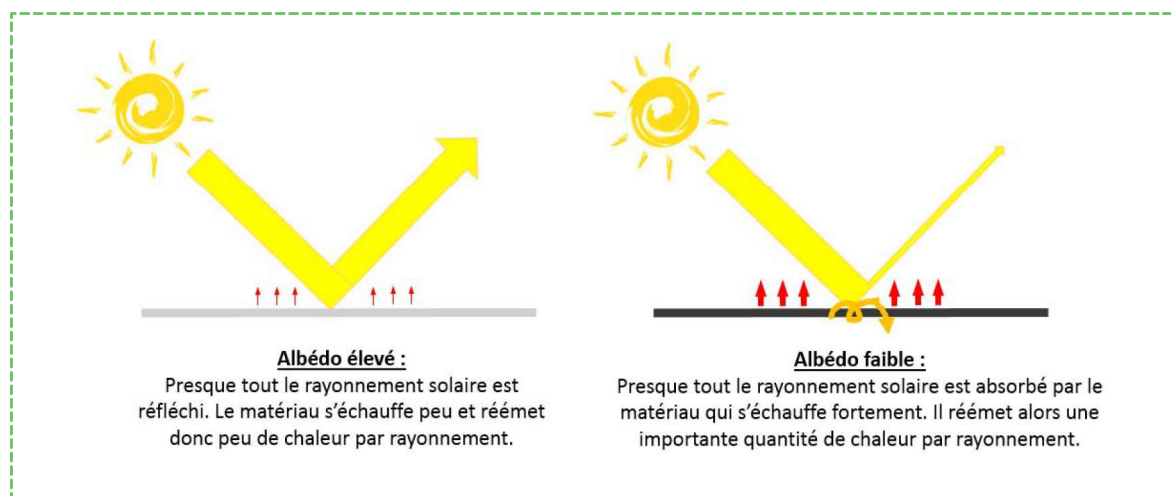 Albédo élevé :
Presque tout le rayonnement solaire est
réfléchi. Le matériau s’échauffe peu et réémet
donc peu de chaleur par rayonnement.
Albédo faible :
Presque tout le rayonnement solaire est absorbé par le
matériau qui s’échauffe fortement. Il réémet alors une
importante quantité de chaleur par rayonnement.